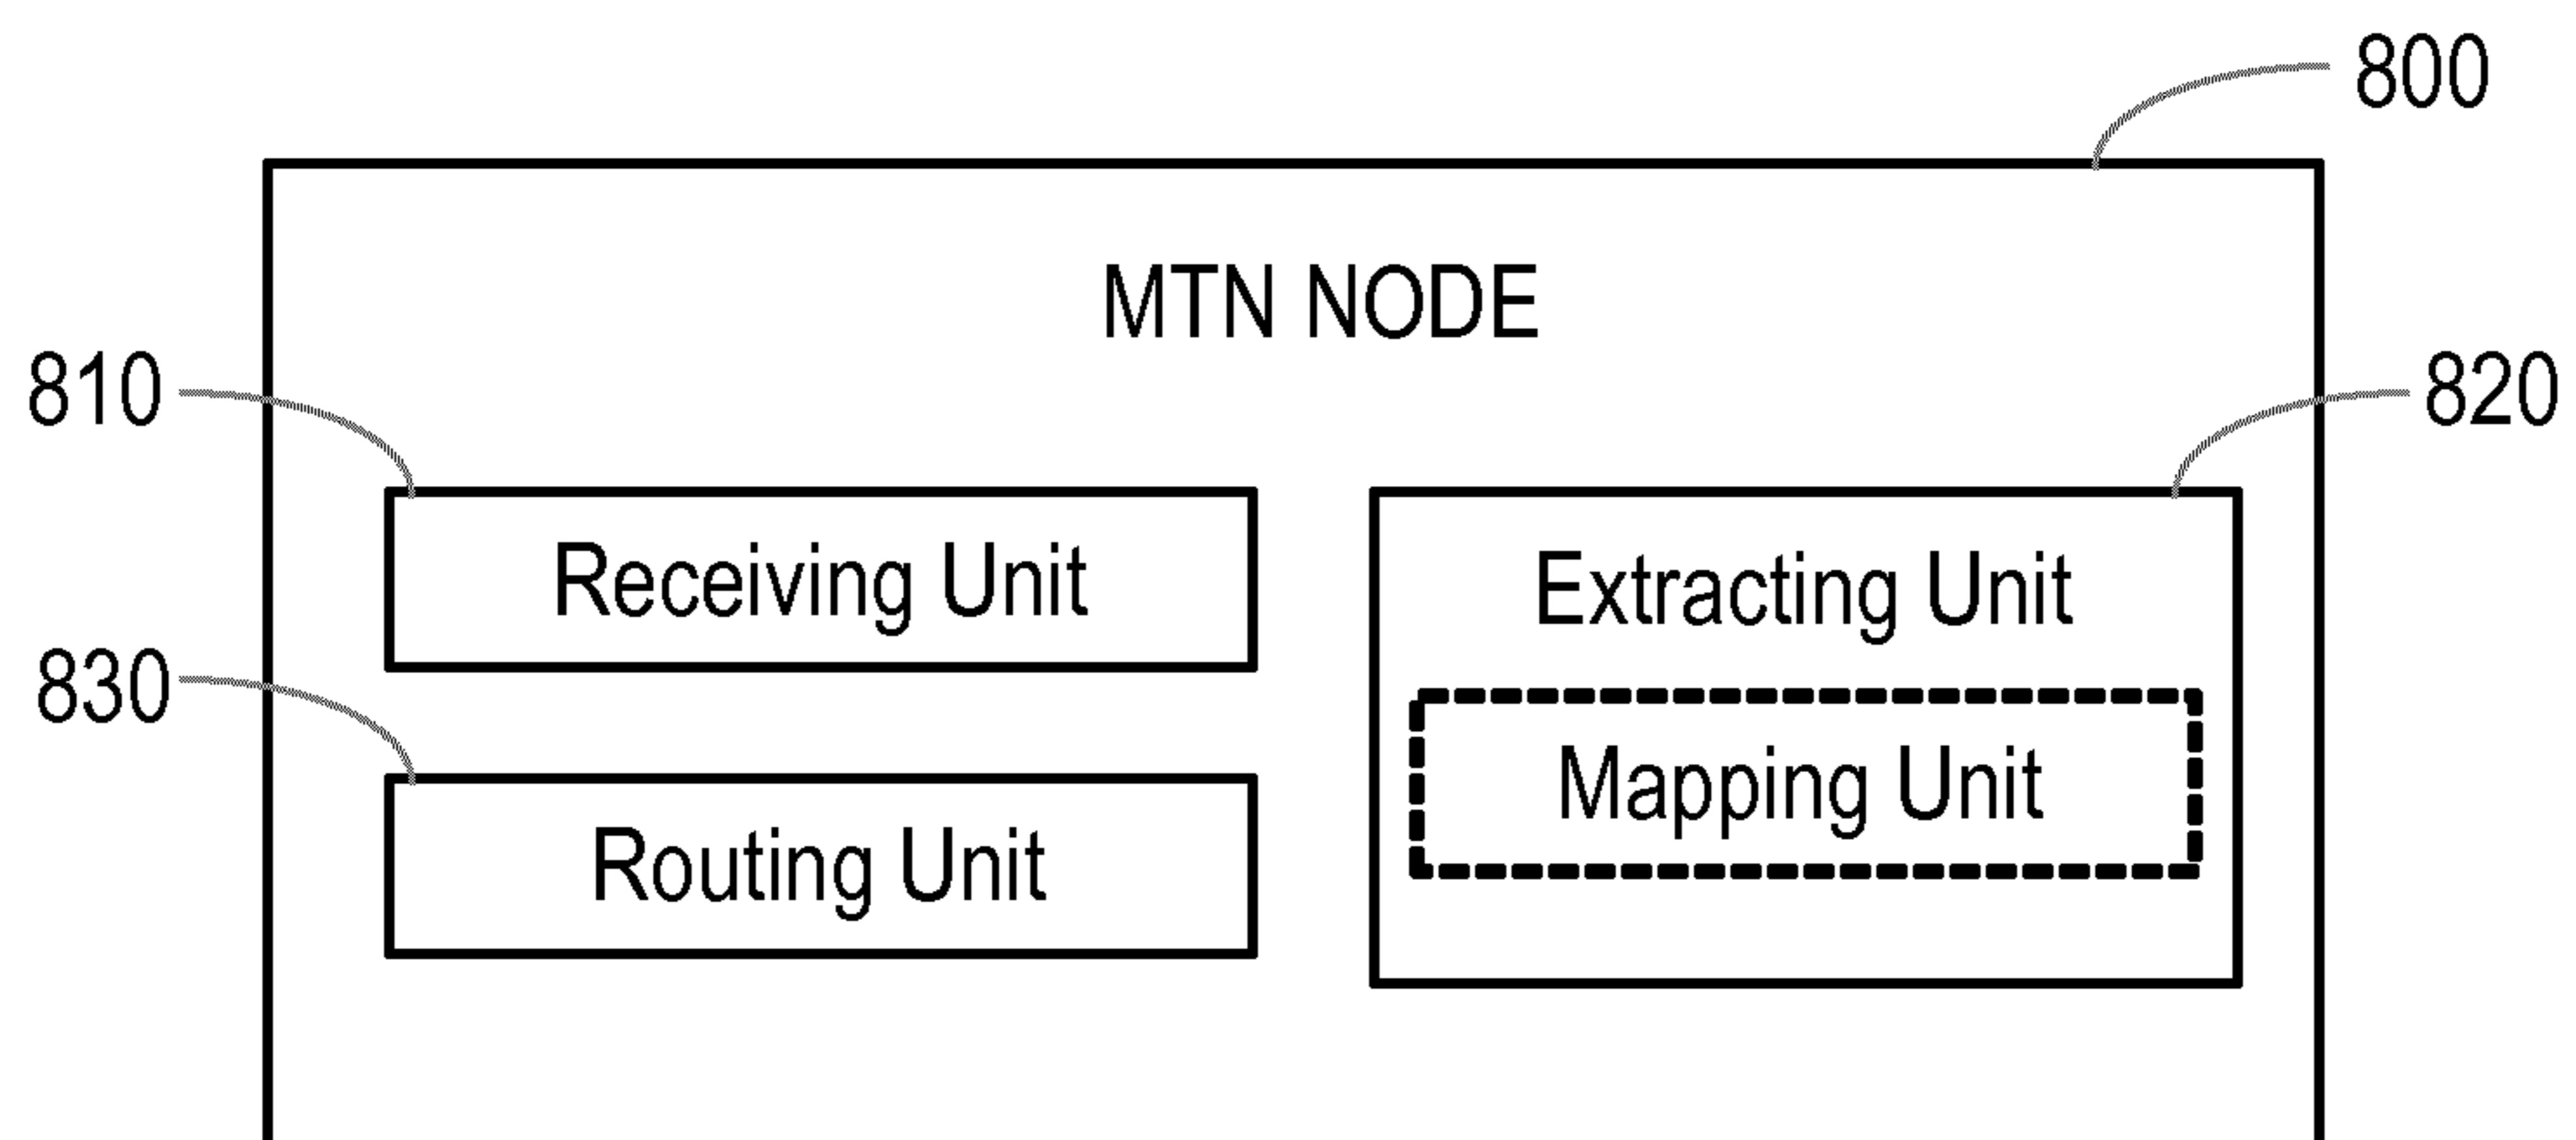 800
MTN NODE
810
820
Receiving Unit
Extracting Unit
830
Mapping Unit
Routing Unit